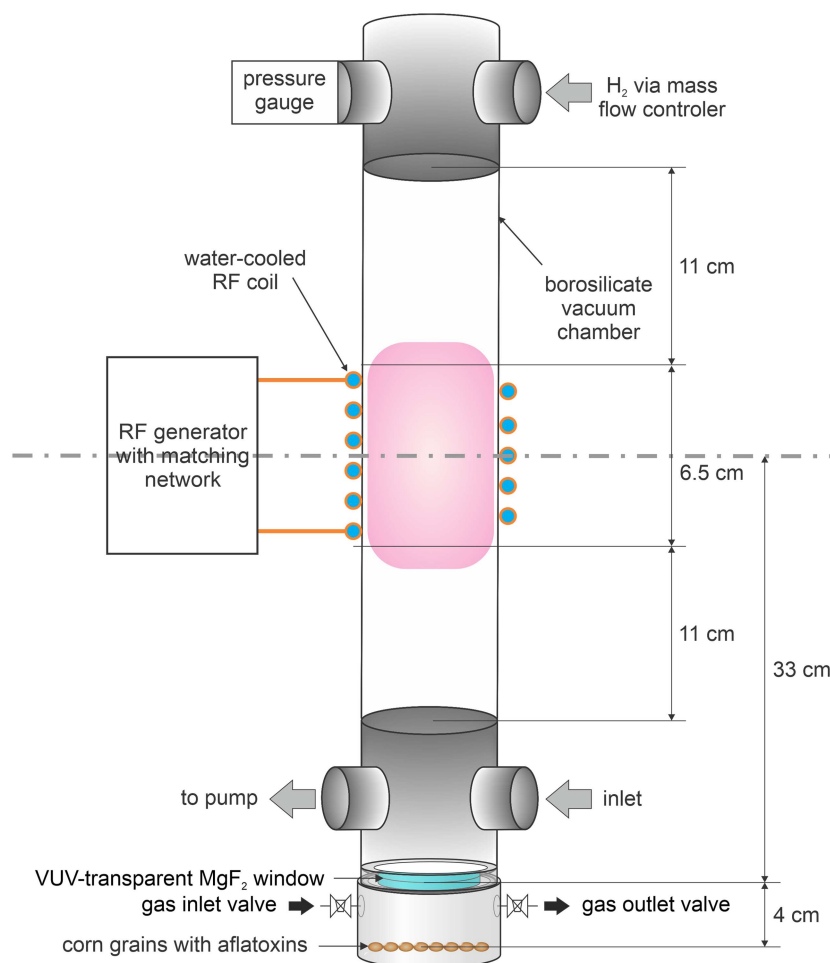 pressure
gauge
H₂ via mass
flow controler
water-cooled
RF coil
11 cm
borosilicate
vacuum
chamber
RF generator
with matching
network
6.5 cm
11 cm
33 cm
to pump
inlet
VUV-transparent MgF₂ window
gas inlet valve
gas outlet valve
4 cm
corn grains with aflatoxins